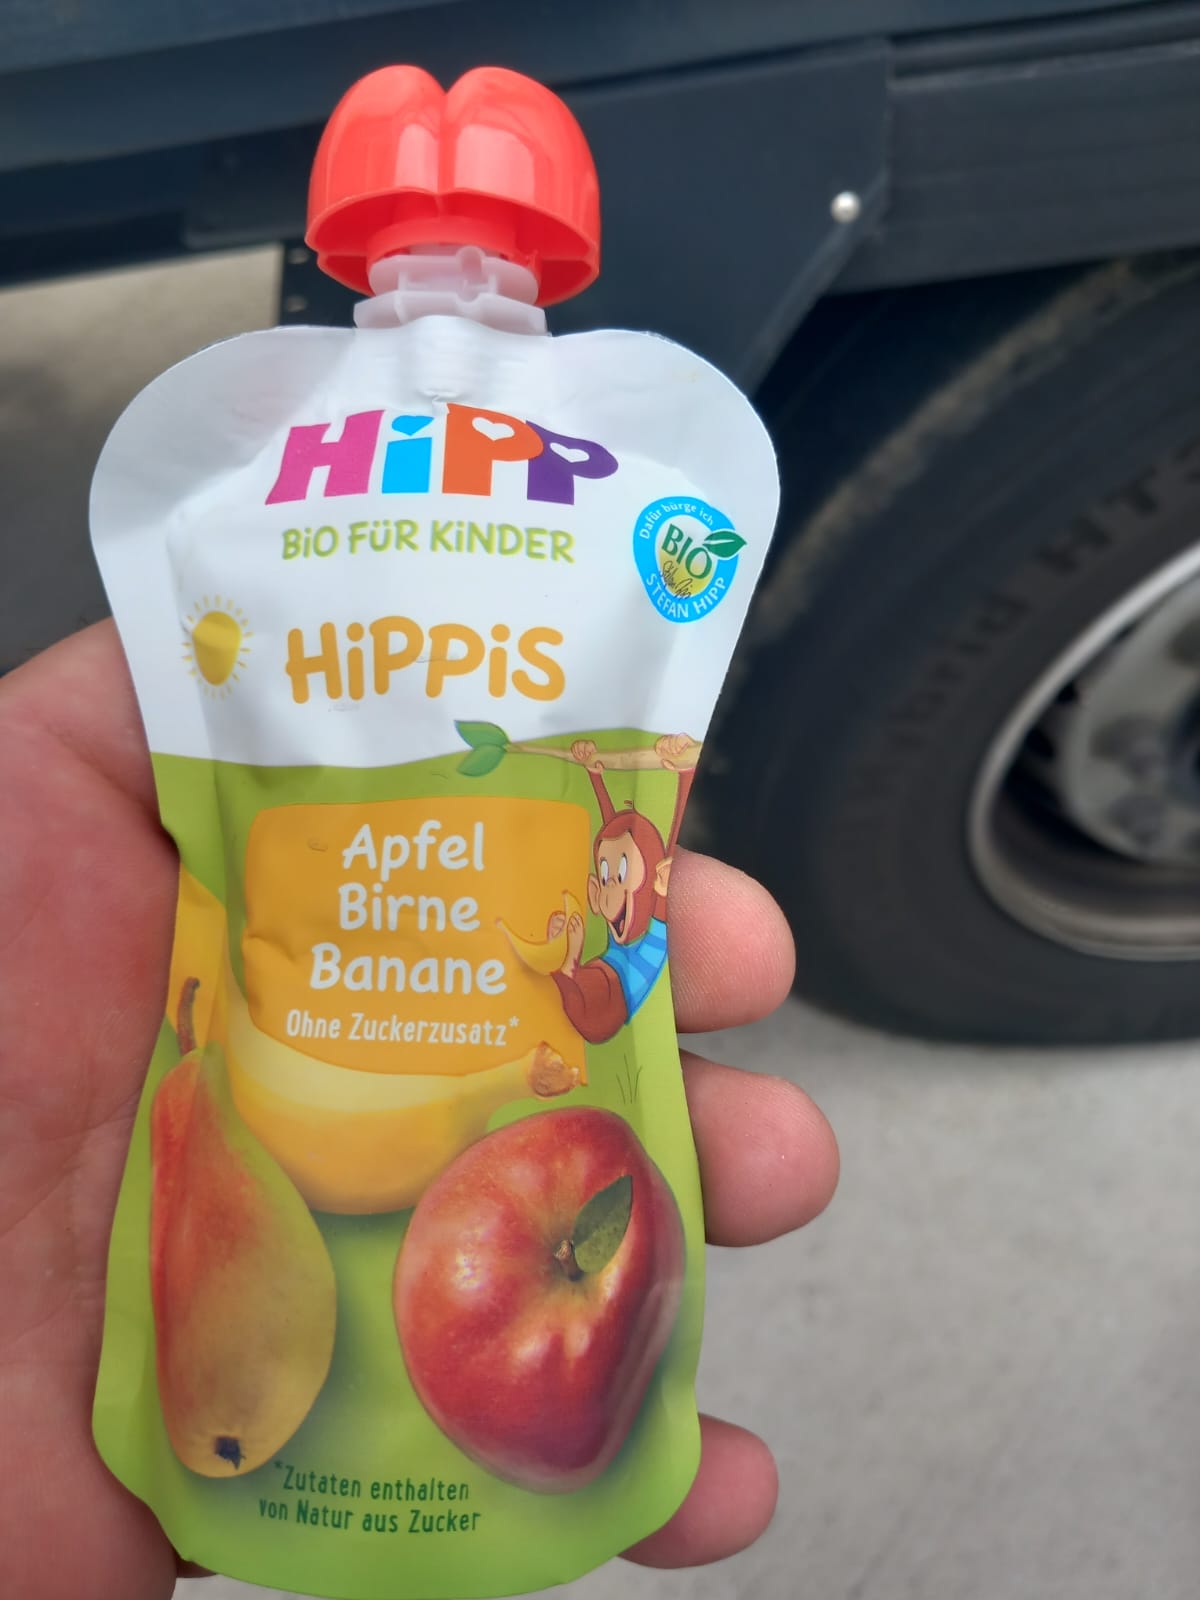 HiPP
BiO FÜR KiNDER
Dafür bürge ich
BIO
STEFAN HIPP
HiPPiS
Apfel
Birne
Banane
Ohne Zuckerzusatz*
*Zutaten enthalten
von Natur aus Zucker